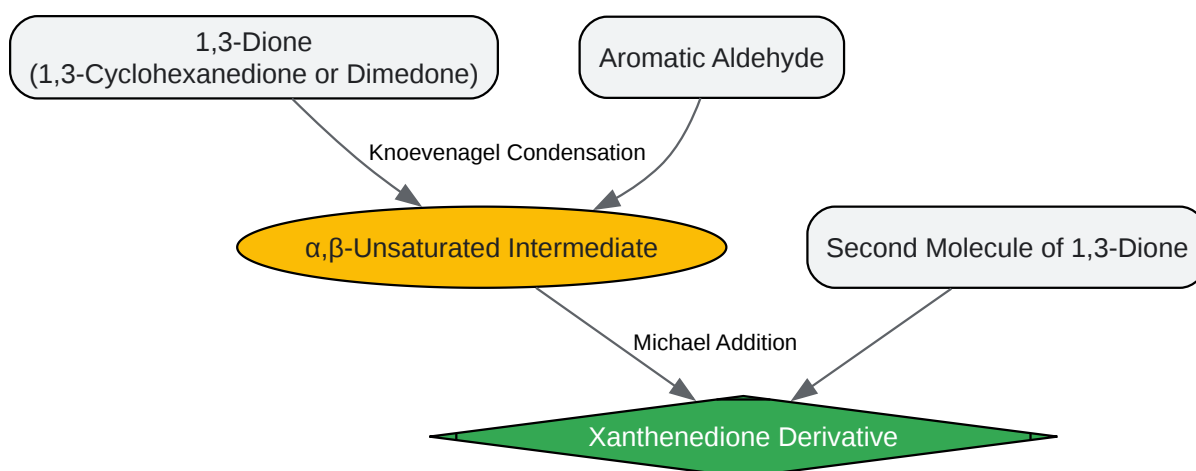 1,3-Dione
(1,3-Cyclohexanedione or Dimedone)
Aromatic Aldehyde
Knoevenagel Condensation
α,β-Unsaturated Intermediate
Second Molecule of 1,3-Dione
Michael Addition
Xanthenedione Derivative